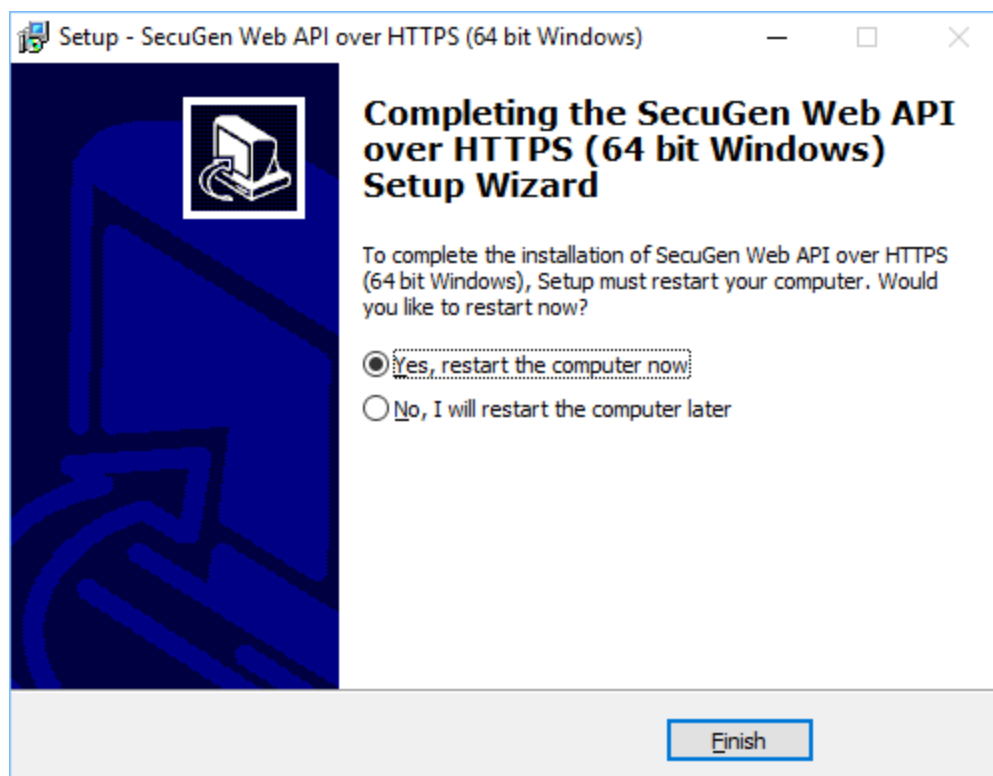 Setup - SecuGen Web API over HTTPS (64 bit Windows)
Completing the SecuGen Web API
over HTTPS (64 bit Windows)
Setup Wizard
To complete the installation of SecuGen Web API over HTTPS
(64 bit Windows), Setup must restart your computer. Would
you like to restart now?
Yes, restart the computer now
No, I will restart the computer later
Finish